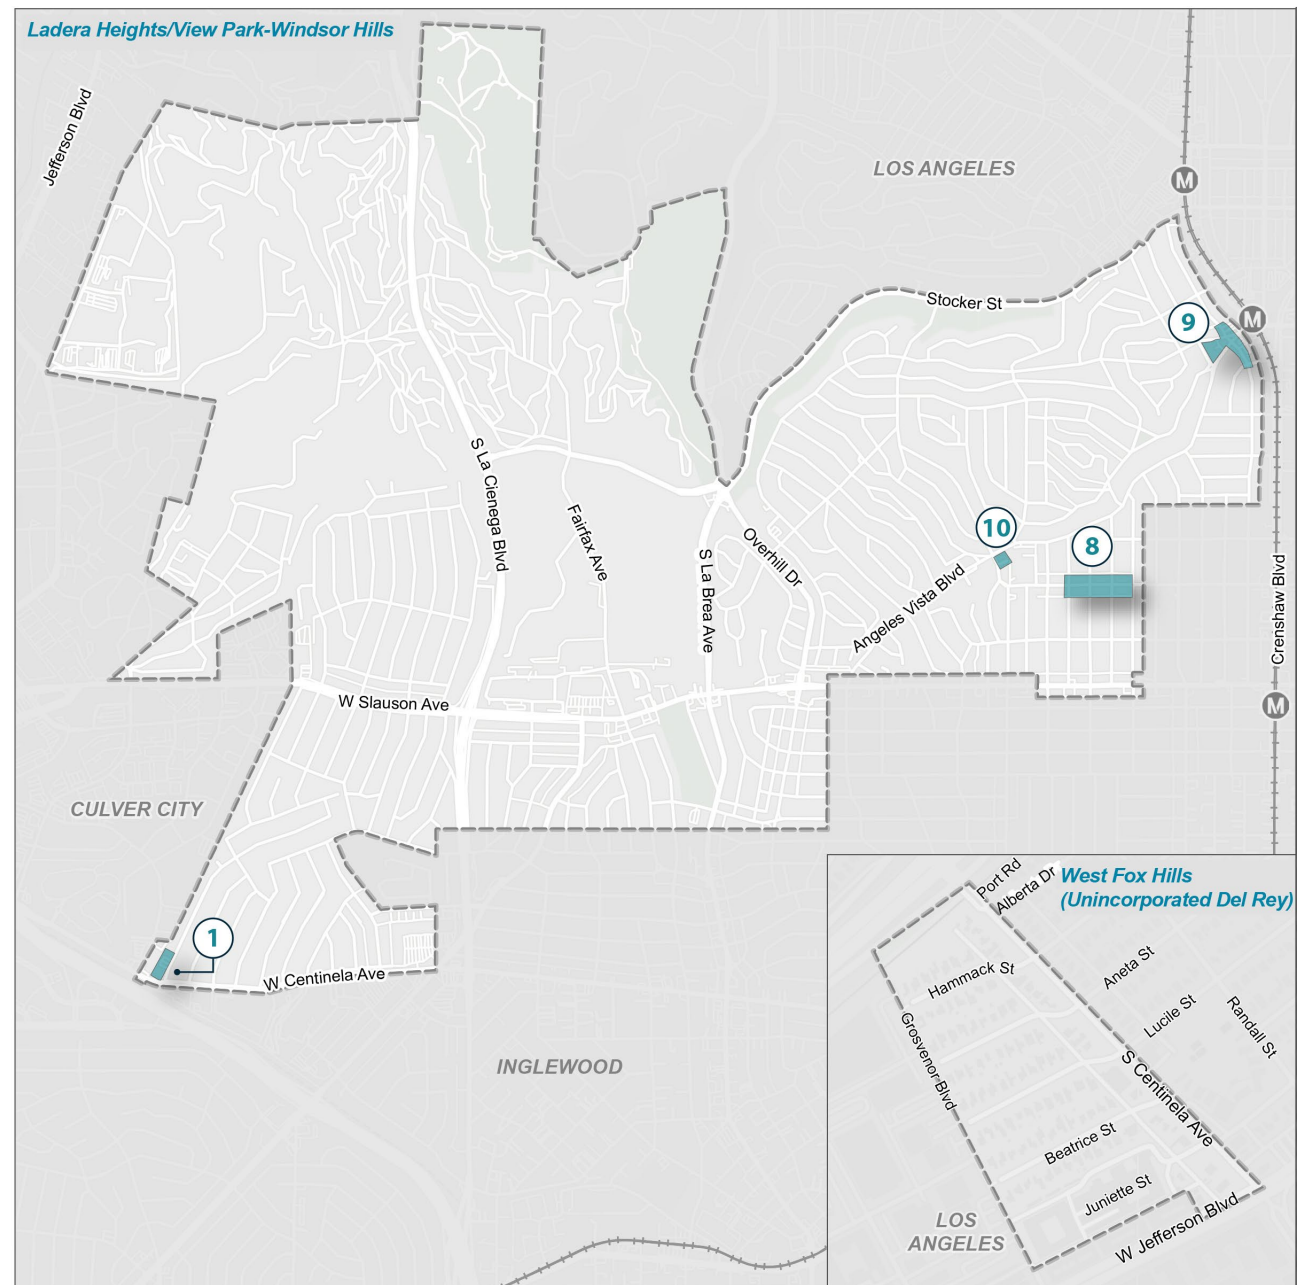 Ladera Heights/View Park-Windsor Hills
Jefferson Blvd
LOS ANGELES
M
Stocker St
9
M
S La Cienega Blvd
Fairfax Ave
S La Brea Ave
Overhill Dr
10
8
Angeles Vista Blvd
Crenshaw Blvd
W Slauson Ave
M
CULVER CITY
1
W Centinela Ave
INGLEWOOD
West Fox Hills
(Unincorporated Del Rey)
Port Rd
Alberta Dr
Hammack St
Aneta St
Lucile St
Randall St
Grosvenor Blvd
S Centinela Ave
Beatrice St
Juniette St
W Jefferson Blvd
LOS
ANGELES